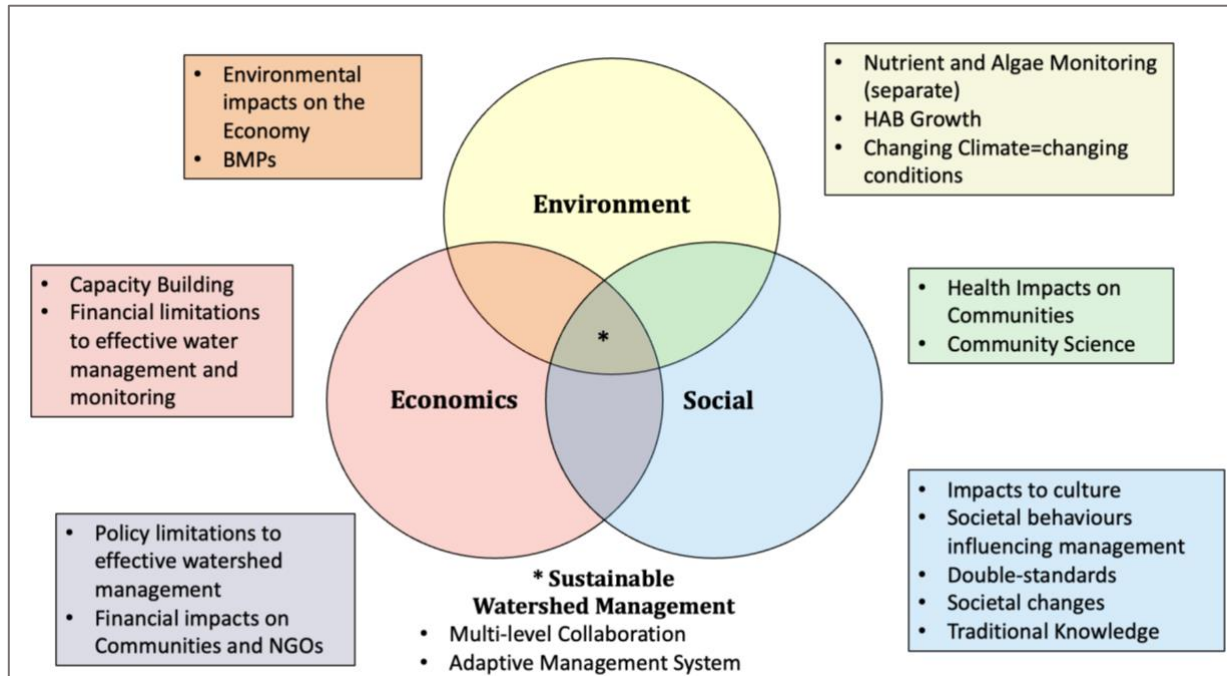 • Environmental
impacts on the
Economy
• BMPs
• Nutrient and Algae Monitoring
(separate)
• HAB Growth
• Changing Climate=changing
conditions
Environment
• Capacity Building
• Financial limitations
to effective water
management and
monitoring
• Health Impacts on
Communities
• Community Science
*
Economics
Social
• Policy limitations to
effective watershed
management
• Financial impacts on
Communities and NGOs
• Impacts to culture
• Societal behaviours
influencing management
• Double-standards
• Societal changes
• Traditional Knowledge
* Sustainable
Watershed Management
• Multi-level Collaboration
• Adaptive Management System